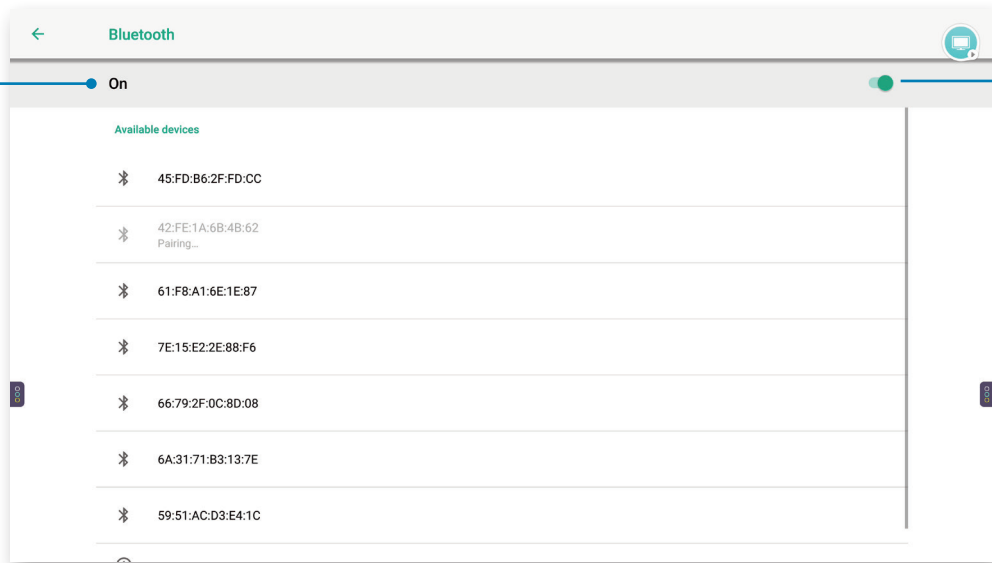 Bluetooth
On
Available devices
45:FD:B6:2F:FD:CC
42:FE:1A:6B:4B:62
Pairing...
61:F8:A1:6E:1E:87
7E:15:E2:2E:88:F6
66:79:2F:0C:8D:08
6A:31:71:B3:13:7E
59:51:AC:D3:E4:1C